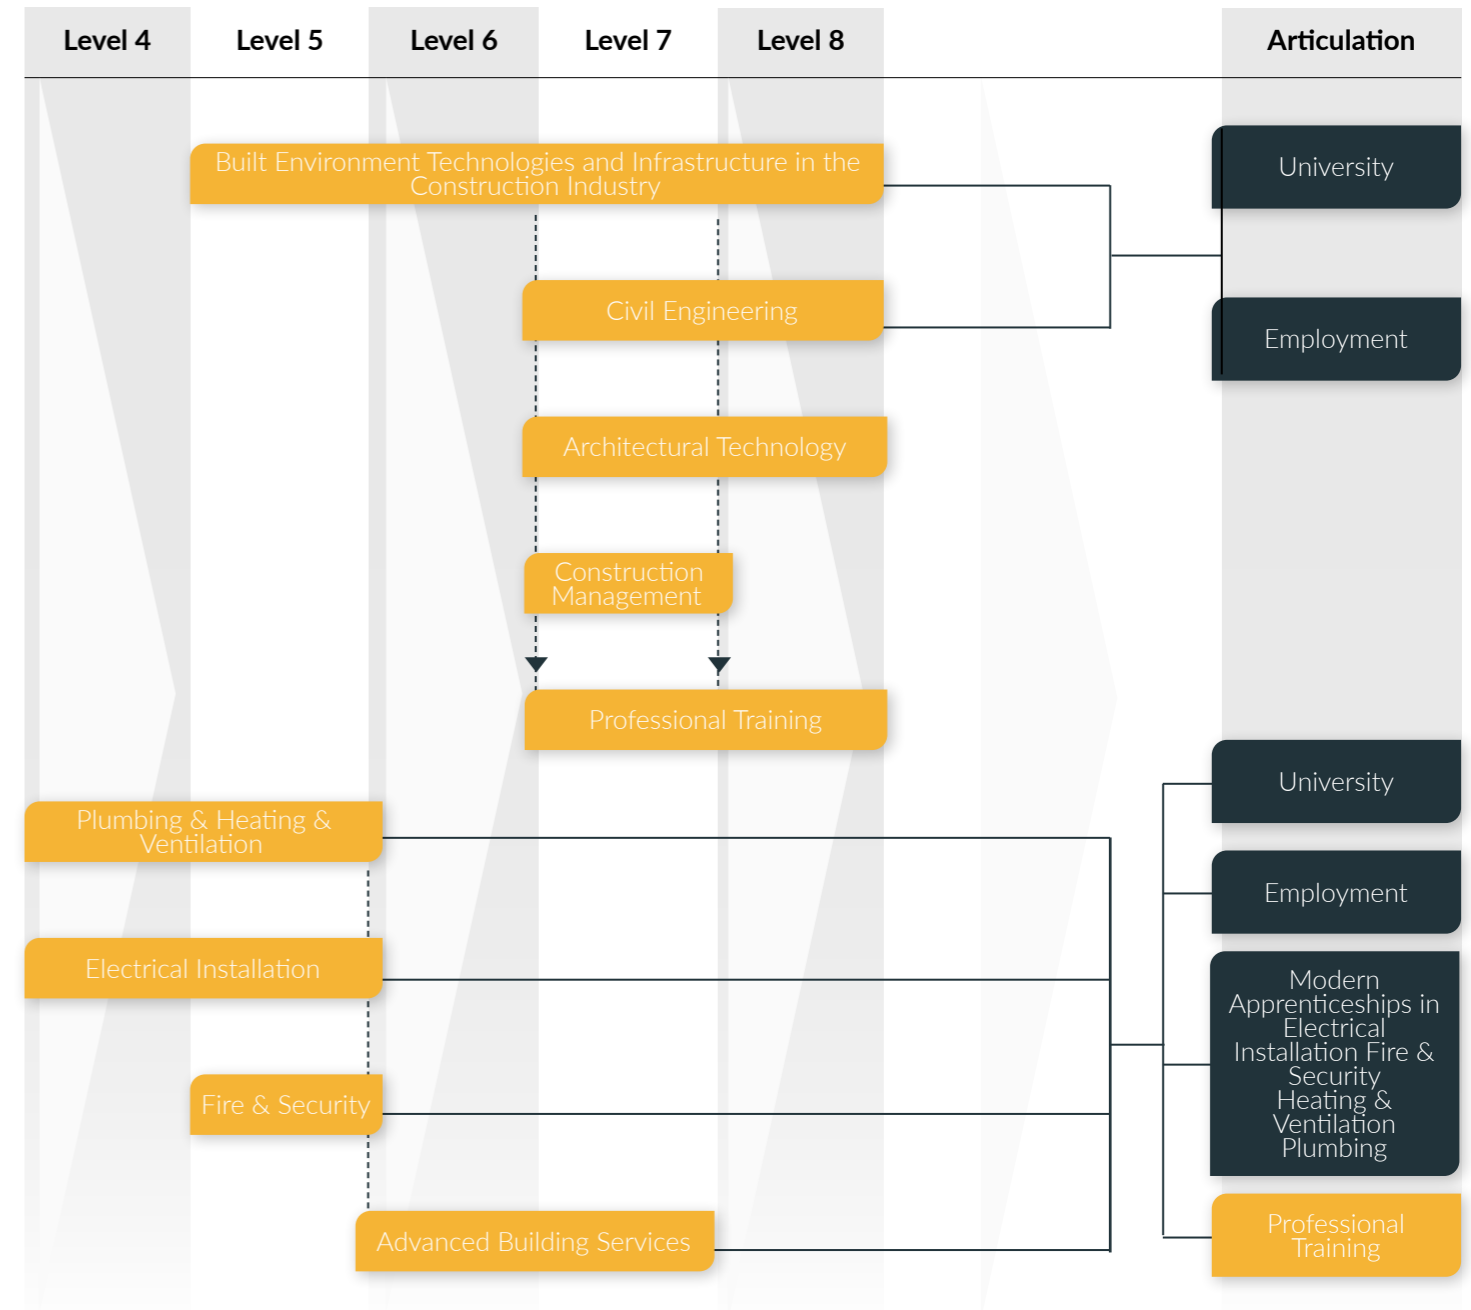 Level 4
Level 5
Level 6
Level 7
Level 8
Articulation
Built Environment Technologies and Infrastructure in the
Construction Industry
University
Civil Engineering
Employment
Architectural Technology
Construction
Management
Professional Training
University
Plumbing & Heating &
Ventilation
Employment
Electrical Installation
Modern
Apprenticeships in
Electrical
Installation Fire &
Security
Heating &
Ventilation
Plumbing
Fire & Security
Advanced Building Services
Professional
Training